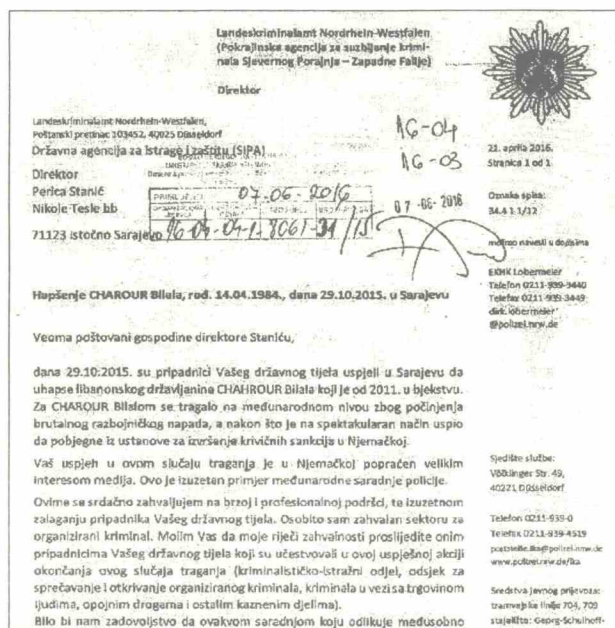 Landeskriminalamt Nordrhein-Westfalen
(Pokrajinska agencija za suzbijanje krimi-
nala Sjevernog Porajnja – Zapadne Falije)
Direktor
Landeskriminalamt Nordrhein-Westfalen,
Poštanski pretinac 103452, 40025 Düsseldorf
Državna agencija za istrage i zaštitu (SIPA)
Direktor
Perica Stanić
Nikole Tesle bb
71123 Istočno Sarajevo
16-04
16-03
07-06-2016
07-06-2016
21. aprila 2016.
Stranica 1 od 1
Oznaka spisa:
34.4 1 1/12
molimo navesti u dopisima
EKHK Lobermeier
Telefon 0211-939-3440
Telefax 0211-939-3449
dirk.lobermeier
@polizei.nrw.de
Hapšenje CHAROUR Bilala, rođ. 14.04.1984., dana 29.10.2015. u Sarajevu
Veoma poštovani gospodine direktore Staniću,
dana 29.10.2015. su pripadnici Vašeg državnog tijela uspjeli u Sarajevu da
uhapse libanonskog državljanine CHAHROUR Bilala koji je od 2011. u bjekstvu.
Za CHAROUR Bilalom se tragalo na međunarodnom nivou zbog počinjenja
brutalnog razbojničkog napada, a nakon što je na spektakularan način uspio
da pobjegne iz ustanove za izvršenje krivičnih sankcija u Njemačkoj.
Vaš uspjeh u ovom slučaju traganja je u Njemačkoj popraćen velikim
interesom medija. Ovo je izuzetan primjer međunarodne saradnje policije.
Ovime se srdačno zahvaljujem na brzoj i profesionalnoj podršci, te izuzetnom
zalaganju pripadnika Vašeg državnog tijela. Osobito sam zahvalan sektoru za
organizirani kriminal. Molim Vas da moje riječi zahvalnosti proslijedite onim
pripadnicima Vašeg državnog tijela koji su učestvovali u ovoj uspješnoj akciji
okončanja ovog slučaja traganja (kriminalističko-istražni odjel, odsjek za
sprečavanje i otkrivanje organiziranog kriminala, kriminala u vezi sa trgovinom
ljudima, opojnim drogama i ostalim kaznenim djelima).
Bilo bi nam zadovoljstvo da ovakvom saradnjom koju odlikuje međusobno
Sjedište službe:
Völklinger Str. 49,
40221 Düsseldorf
Telefon 0211-939-0
Telefax 0211-939-4119
poststelle.lka@polizei.nrw.de
www.polizei.nrw.de/lka
Sredstva javnog prijevoza:
tramvajske linije 704, 709
stajališta: Georg-Schulhoff-